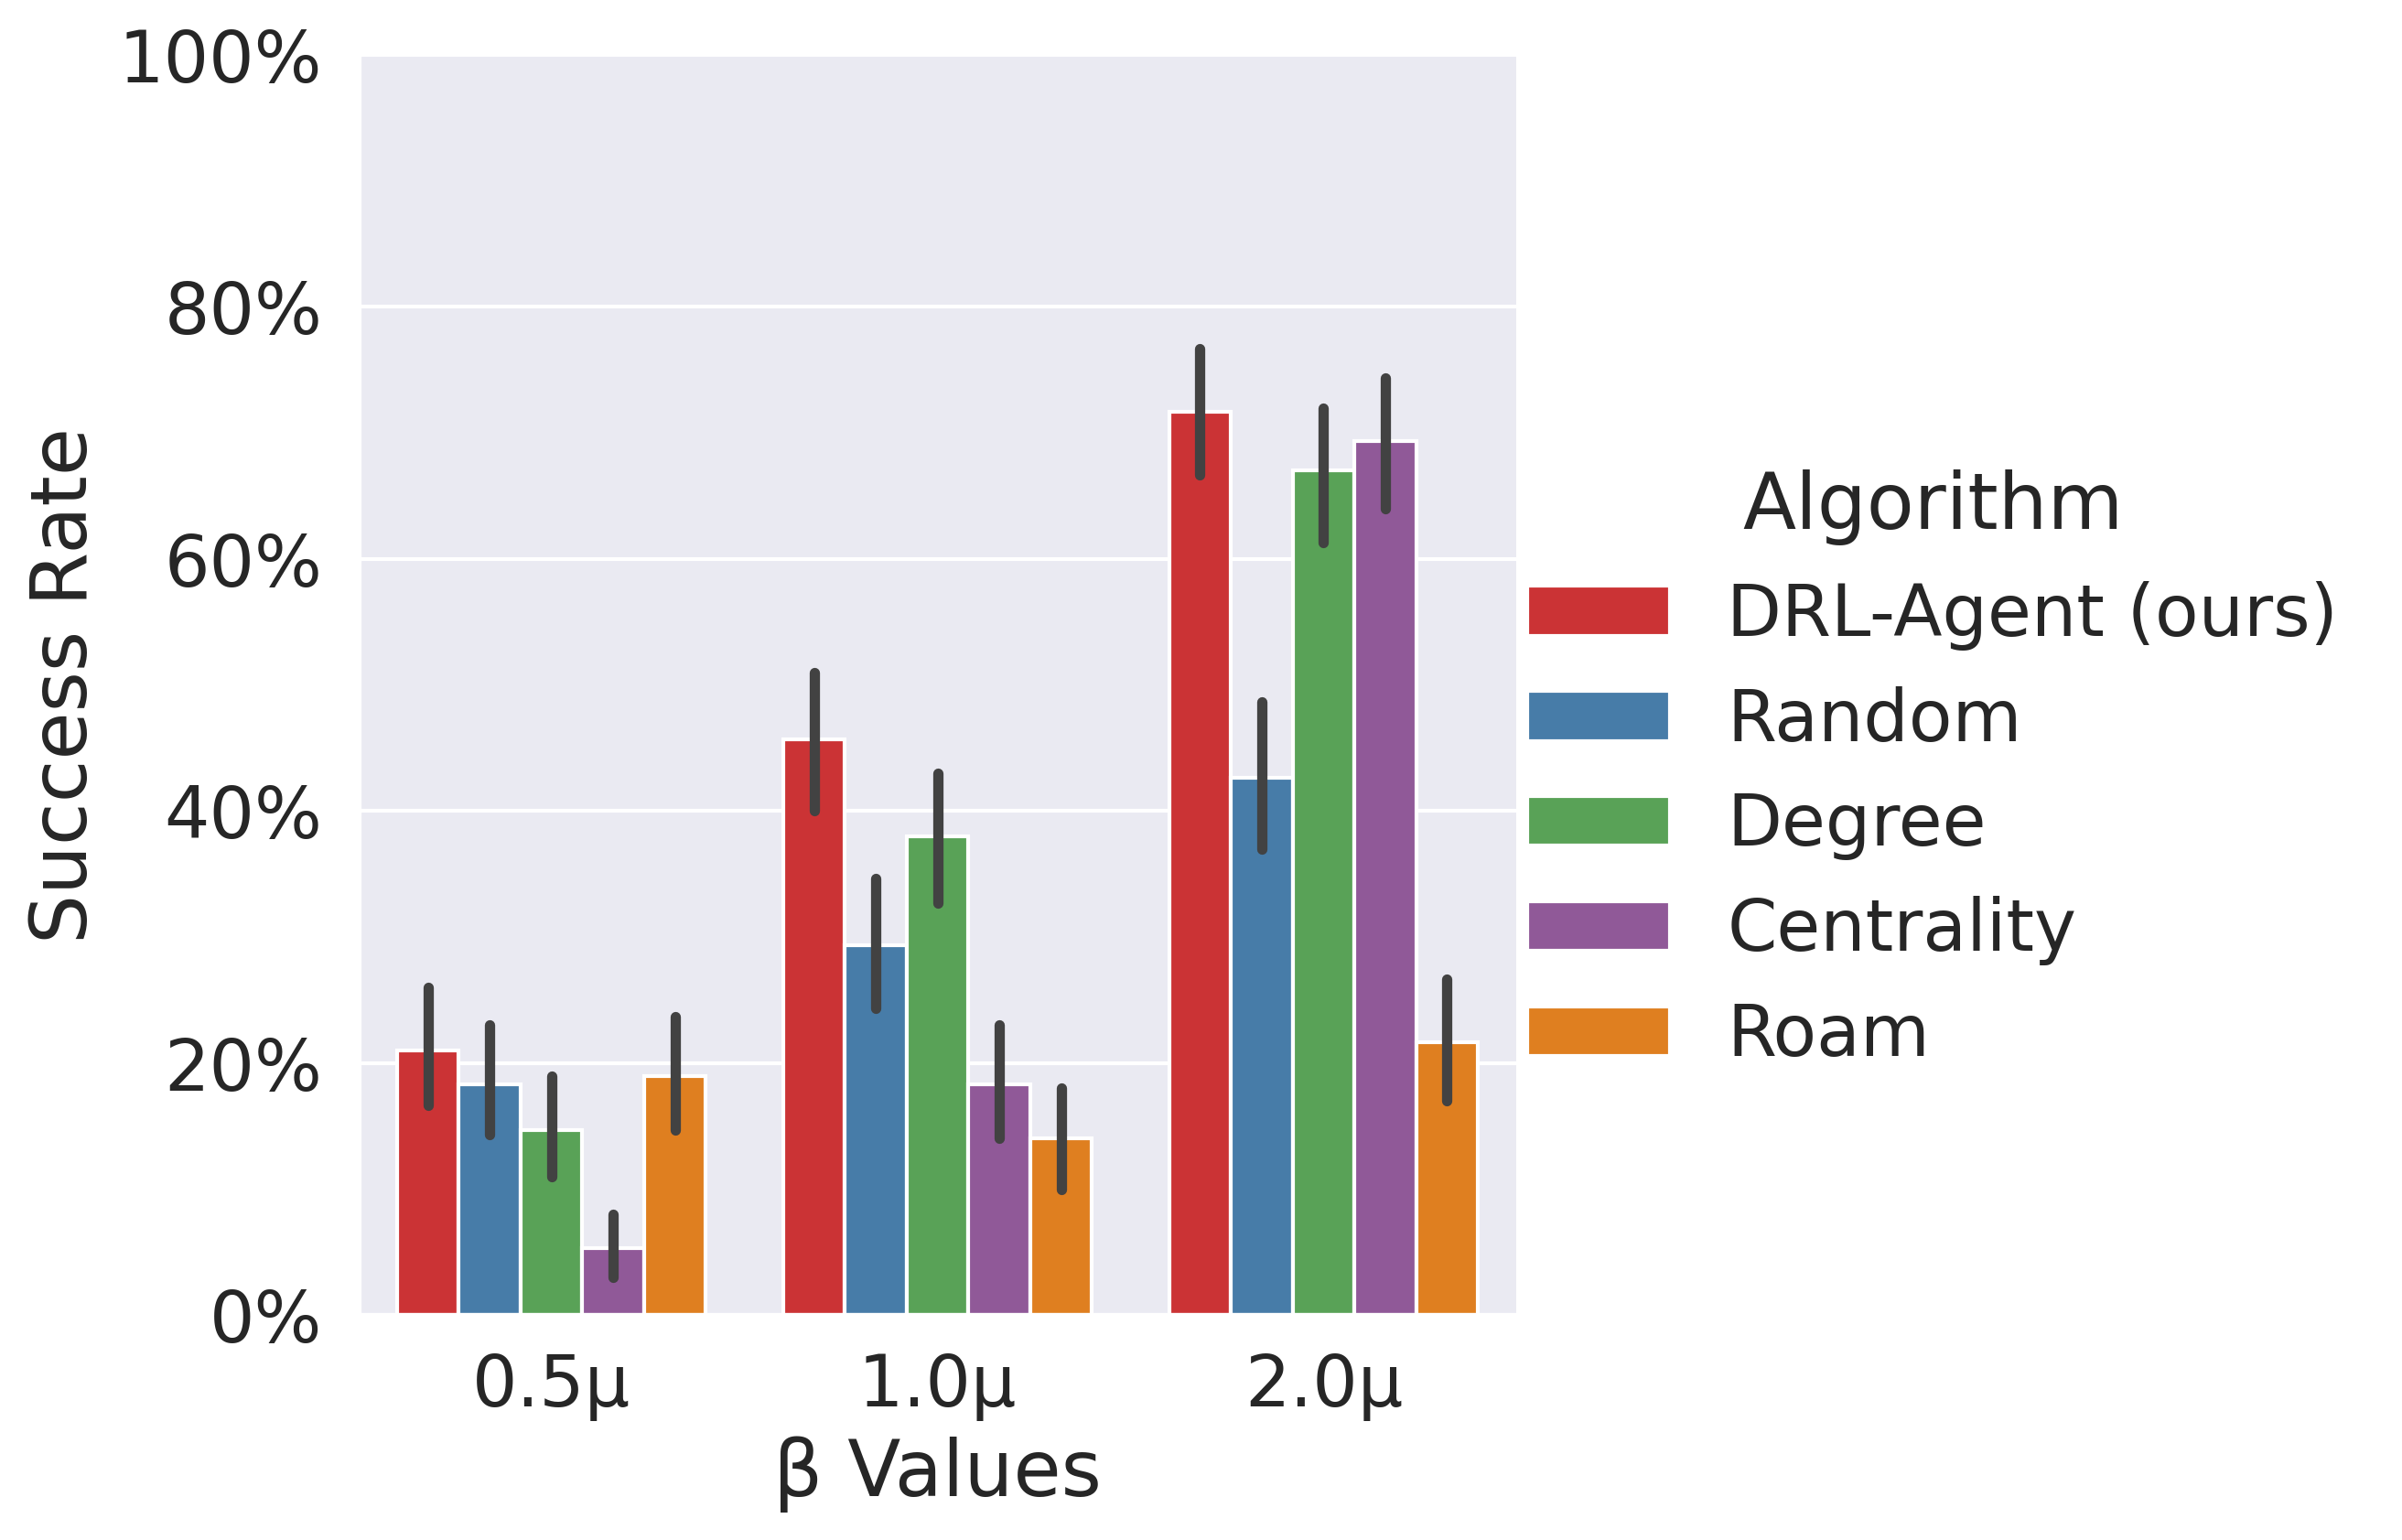 100%
80%
60%
40%
20%
0%
Success Rate
0.5μ 1.0μ 2.0μ
β Values
Algorithm
DRL-Agent (ours)
Random
Degree
Centrality
Roam